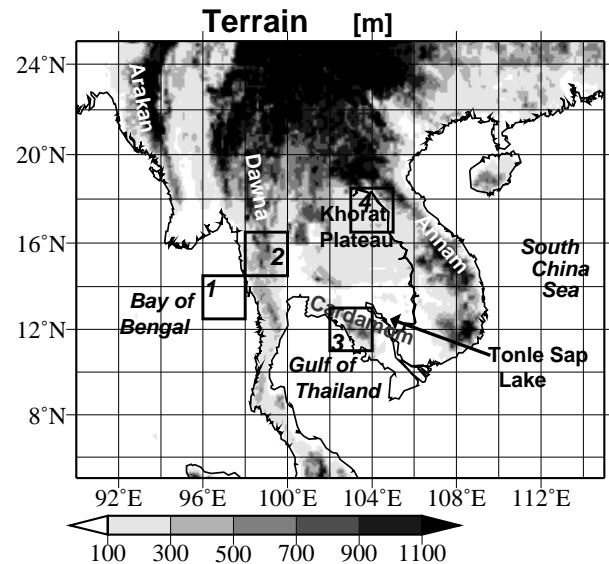 Terrain [m]
24°N
20°N
16°N
12°N
8°N
Arakan
Dawna
4
Khorat
Plateau
Annam
2
1
Bay of
Bengal
South
China
Sea
Cardamom
3
Gulf of
Thailand
Tonle Sap
Lake
92°E 96°E 100°E 104°E 108°E 112°E
100 300 500 700 900 1100